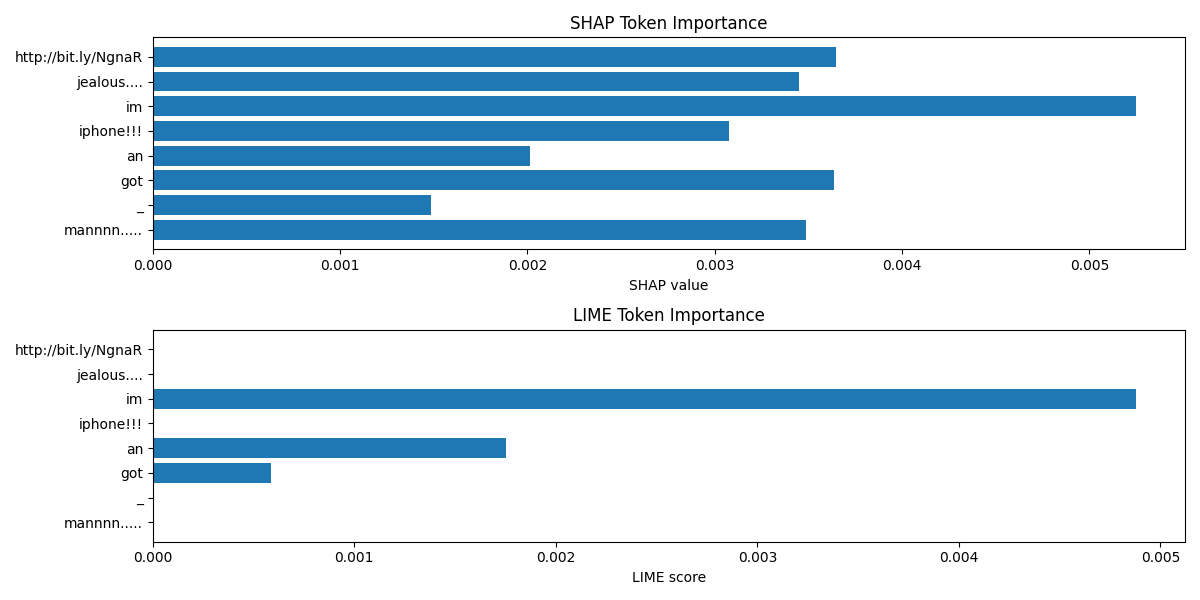 SHAP Token Importance
http://bit.ly/NgnaR
jealous....
im
iphone!!!
an
got
_
mannnn.....
0.000 0.001 0.002 0.003 0.004 0.005
SHAP value
LIME Token Importance
http://bit.ly/NgnaR
jealous....
im
iphone!!!
an
got
_
mannnn.....
0.000 0.001 0.002 0.003 0.004 0.005
LIME score